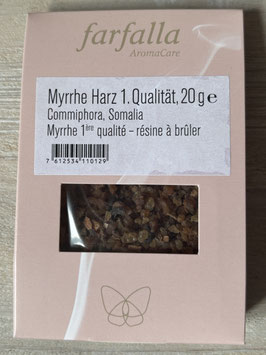 farfalla
AromaCare
Myrrhe Harz 1. Qualität, 20 g ℮
Commiphora, Somalia
Myrrhe 1ère qualité – résine à brûler
7 612534 110129